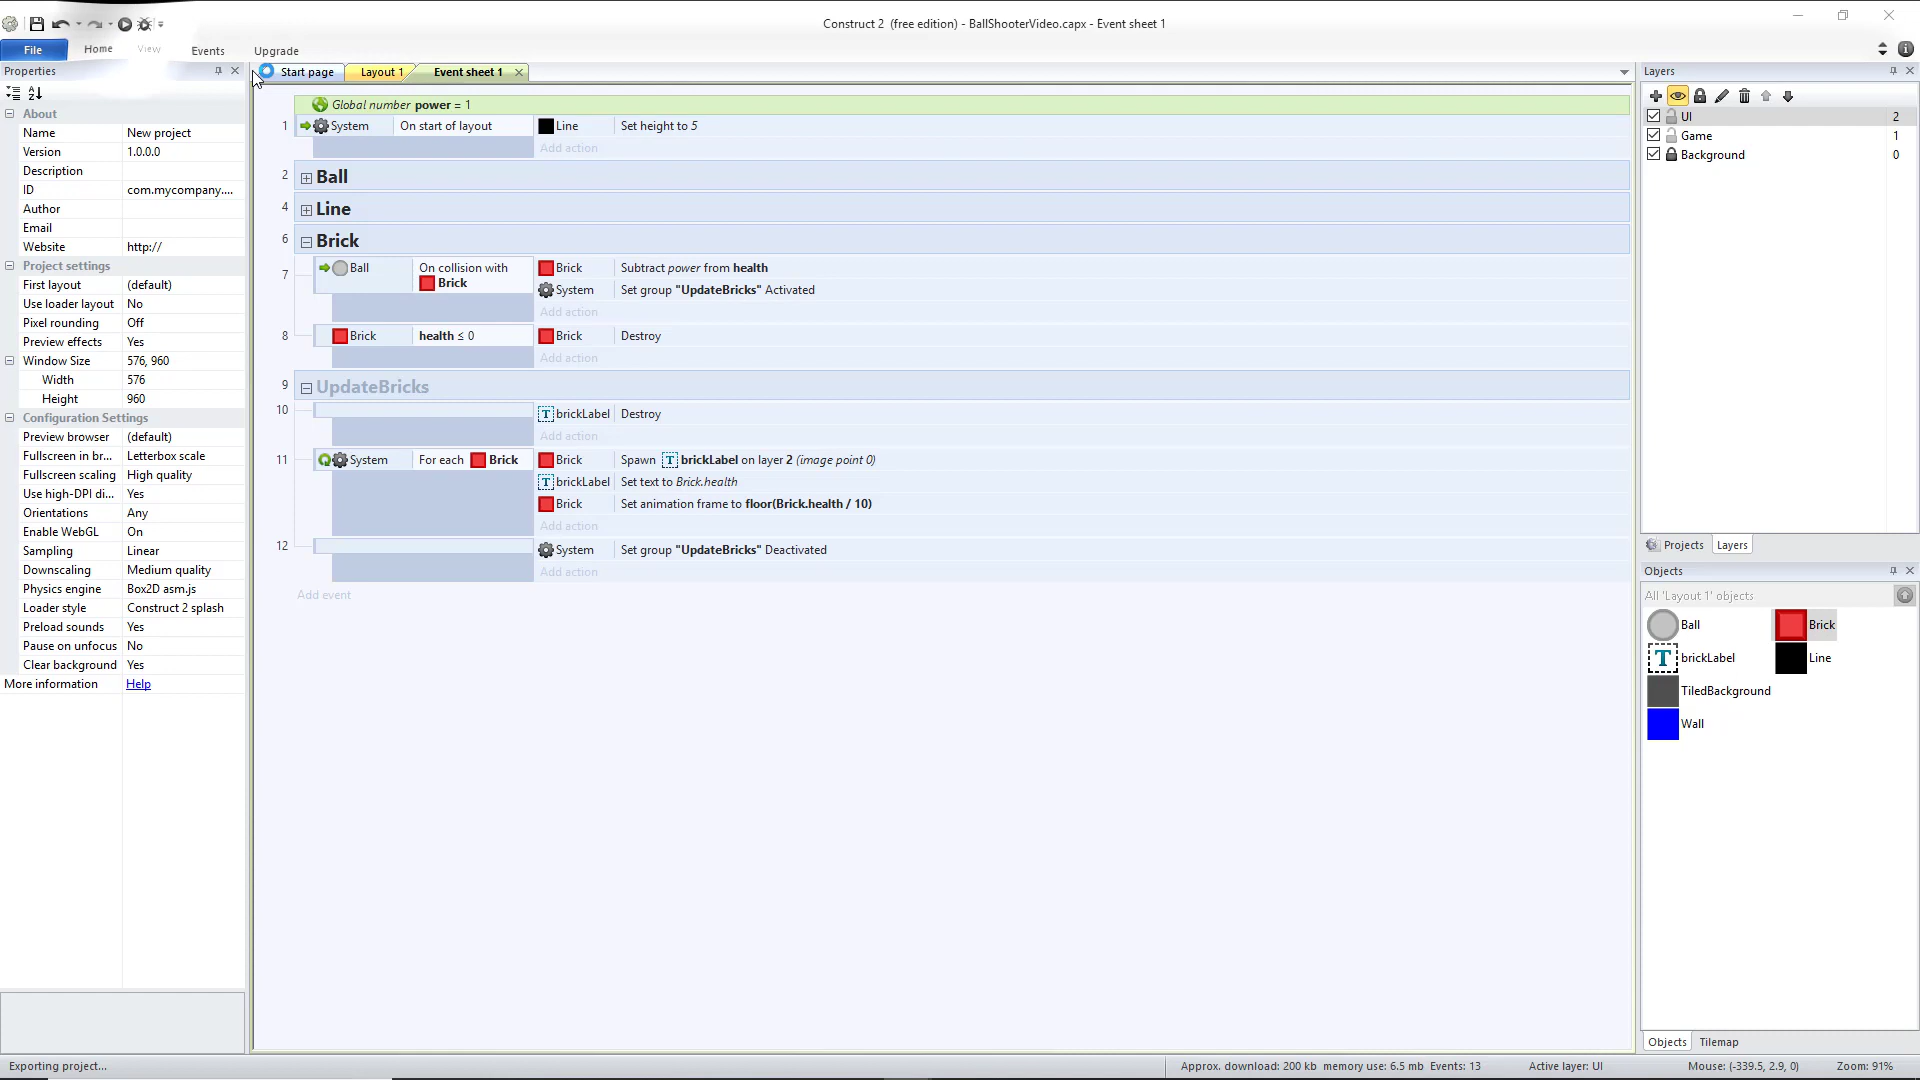 Construct 2 (free edition) - BallShooterVideo.capx - Event sheet 1
File Home View Events Upgrade
Properties
Start page Layout 1 Event sheet 1
About
Name New project
Version 1.0.0.0
Description
ID com.mycompany....
Author
Email
Website http://
Project settings
First layout (default)
Use loader layout No
Pixel rounding Off
Preview effects Yes
Window Size 576, 960
Width 576
Height 960
Configuration Settings
Preview browser (default)
Fullscreen in br... Letterbox scale
Fullscreen scaling High quality
Use high-DPI di... Yes
Orientations Any
Enable WebGL On
Sampling Linear
Downscaling Medium quality
Physics engine Box2D asm.js
Loader style Construct 2 splash
Preload sounds Yes
Pause on unfocus No
Clear background Yes
More information Help
Global number power = 1
1 System On start of layout Line Set height to 5
Add action
2 Ball
4 Line
6 Brick
7 Ball On collision with Brick Subtract power from health
Brick System Set group "UpdateBricks" Activated
Add action
8 Brick health ≤ 0 Brick Destroy
Add action
9 UpdateBricks
10 T brickLabel Destroy
Add action
11 System For each Brick Brick Spawn T brickLabel on layer 2 (image point 0)
T brickLabel Set text to Brick.health
Brick Set animation frame to floor(Brick.health / 10)
Add action
12 System Set group "UpdateBricks" Deactivated
Add action
Add event
Layers
UI 2
Game 1
Background 0
Projects Layers
Objects
All 'Layout 1' objects
Ball Brick
T brickLabel Line
TiledBackground
Wall
Objects Tilemap
Exporting project... Approx. download: 200 kb memory use: 6.5 mb Events: 13 Active layer: UI Mouse: (-339.5, 2.9, 0) Zoom: 91%